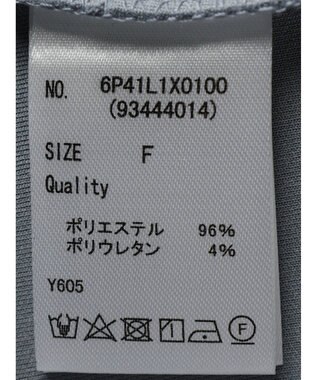 NO. 6P41L1X0100
(93444014)
SIZE F
Quality
ポリエステル 96%
ポリウレタン 4%
Y605
F